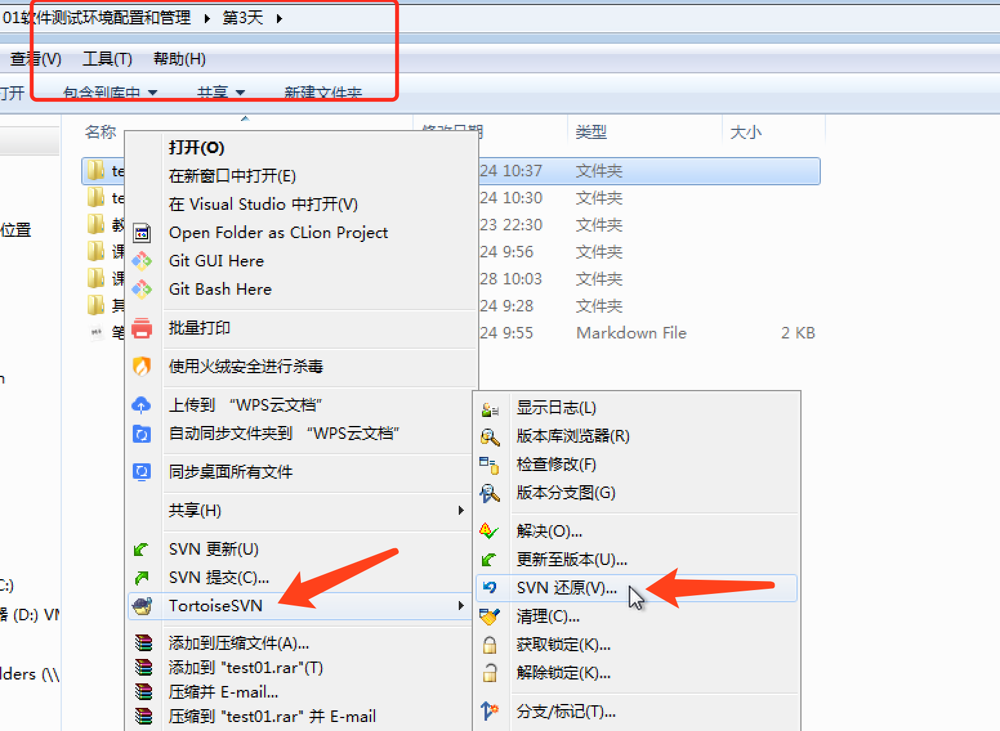 01软件测试环境配置和管理 第3天
查看(V) 工具(T) 帮助(H)
打开 包含到库中 共享 新建文件夹
名称 修改日期 类型 大小
te 24 10:37 文件夹
te 24 10:30 文件夹
教 23 22:30 文件夹
课 24 9:56 文件夹
课 28 10:03 文件夹
其 24 9:28 文件夹
笔 24 9:55 Markdown File 2 KB
位置
n
C:)
器 (D:) VM
lders (\\
打开(O)
在新窗口中打开(E)
在 Visual Studio 中打开(V)
Open Folder as CLion Project
Git GUI Here
Git Bash Here
批量打印
使用火绒安全进行杀毒
上传到 “WPS云文档”
自动同步文件夹到 “WPS云文档”
同步桌面所有文件
共享(H)
SVN 更新(U)
SVN 提交(C)...
TortoiseSVN
添加到压缩文件(A)...
添加到 "test01.rar"(T)
压缩并 E-mail...
压缩到 "test01.rar" 并 E-mail
显示日志(L)
版本库浏览器(R)
检查修改(F)
版本分支图(G)
解决(O)...
更新至版本(U)...
SVN 还原(V)...
清理(C)...
获取锁定(K)...
解除锁定(K)...
分支/标记(T)...